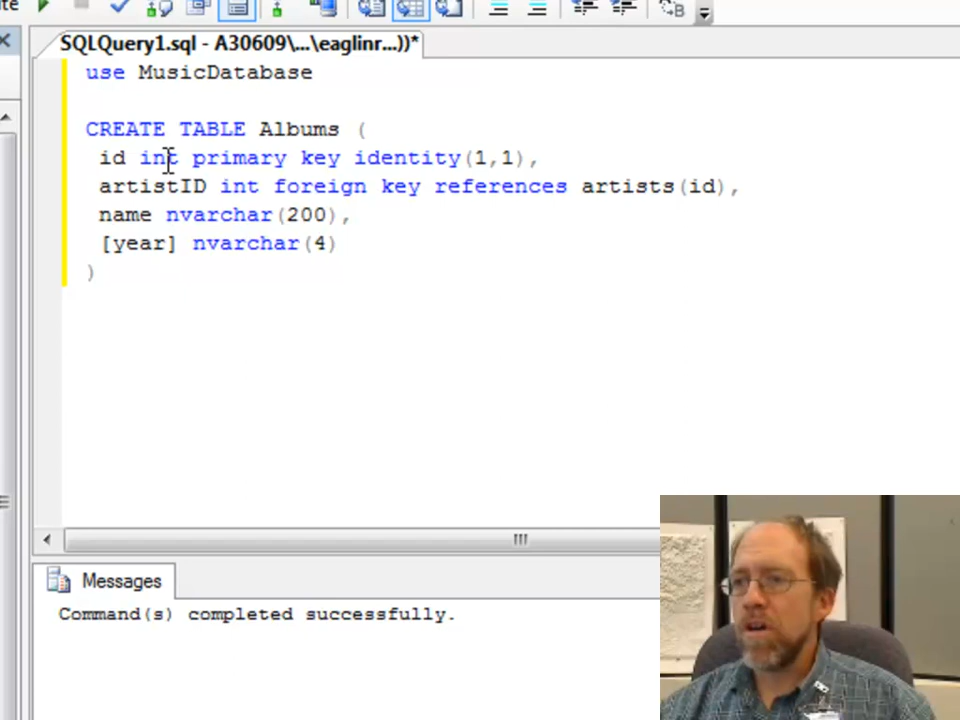 SQLQuery1.sql - A30609\...\eaglinr...))*
use MusicDatabase
CREATE TABLE Albums (
id int primary key identity(1,1),
artistID int foreign key references artists(id),
name nvarchar(200),
[year] nvarchar(4)
)
Messages
Command(s) completed successfully.